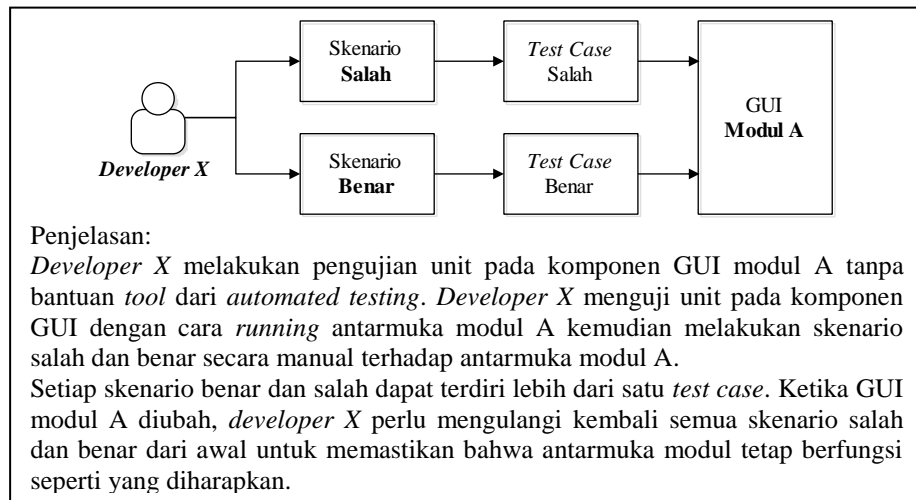 Skenario
Salah
Test Case
Salah
GUI
Modul A
Developer X
Skenario
Benar
Test Case
Benar
Penjelasan:
Developer X melakukan pengujian unit pada komponen GUI modul A tanpa
bantuan tool dari automated testing. Developer X menguji unit pada komponen
GUI dengan cara running antarmuka modul A kemudian melakukan skenario
salah dan benar secara manual terhadap antarmuka modul A.
Setiap skenario benar dan salah dapat terdiri lebih dari satu test case. Ketika GUI
modul A diubah, developer X perlu mengulangi kembali semua skenario salah
dan benar dari awal untuk memastikan bahwa antarmuka modul tetap berfungsi
seperti yang diharapkan.